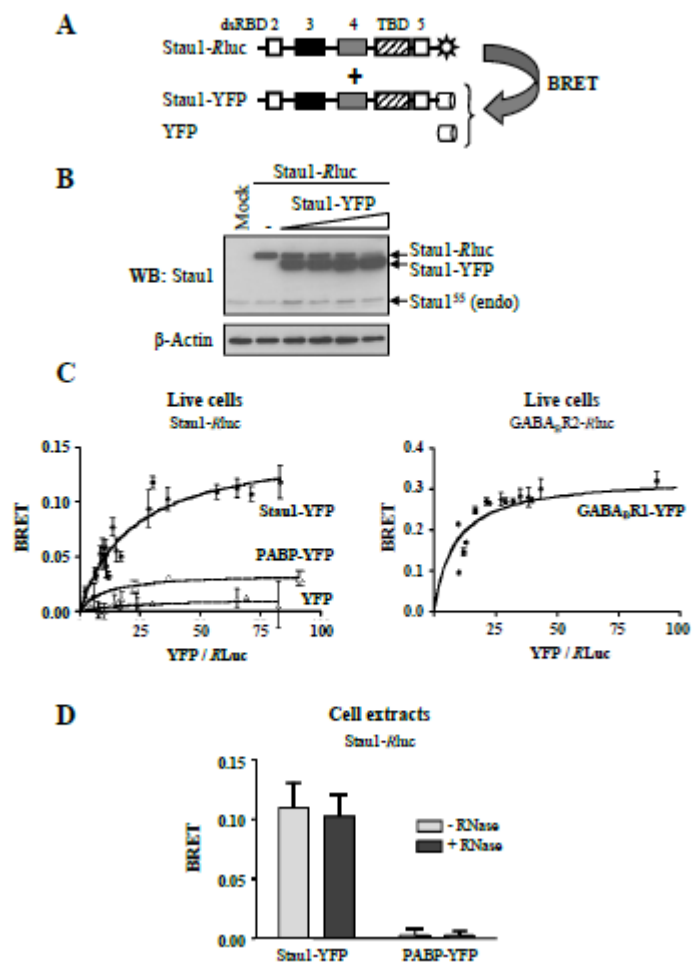 A
dsRBD 2 3 4 TBD 5
Stau1-Rluc
+
Stau1-YFP
YFP
BRET
B
Stau1-Rluc
Mock
Stau1-YFP
-
WB: Stau1
Stau1-Rluc
Stau1-YFP
Stau1⁵⁵ (endo)
β-Actin
C
Live cells
Stau1-Rluc
BRET
0.15
0.10
0.05
0.00
Stau1-YFP
PABP-YFP
YFP
25 50 75 100
YFP / RLuc
Live cells
GABA_BR2-Rluc
BRET
0.4
0.3
0.2
0.1
0.0
GABA_BR1-YFP
25 50 75 100
YFP / RLuc
D
Cell extracts
Stau1-Rluc
BRET
0.15
0.10
0.05
0.00
- RNase
+ RNase
Stau1-YFP PABP-YFP